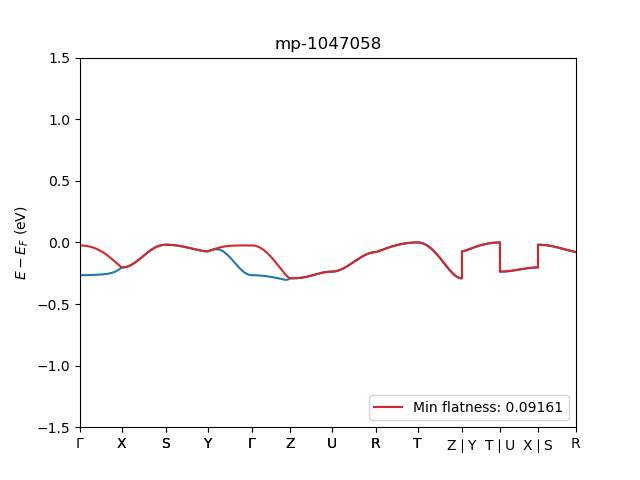 mp-1047058
E − E_F (eV)
1.5
1.0
0.5
0.0
−0.5
−1.0
−1.5
Min flatness: 0.09161
Γ X S Y Γ Z U R T Z | Y T | U X | S R